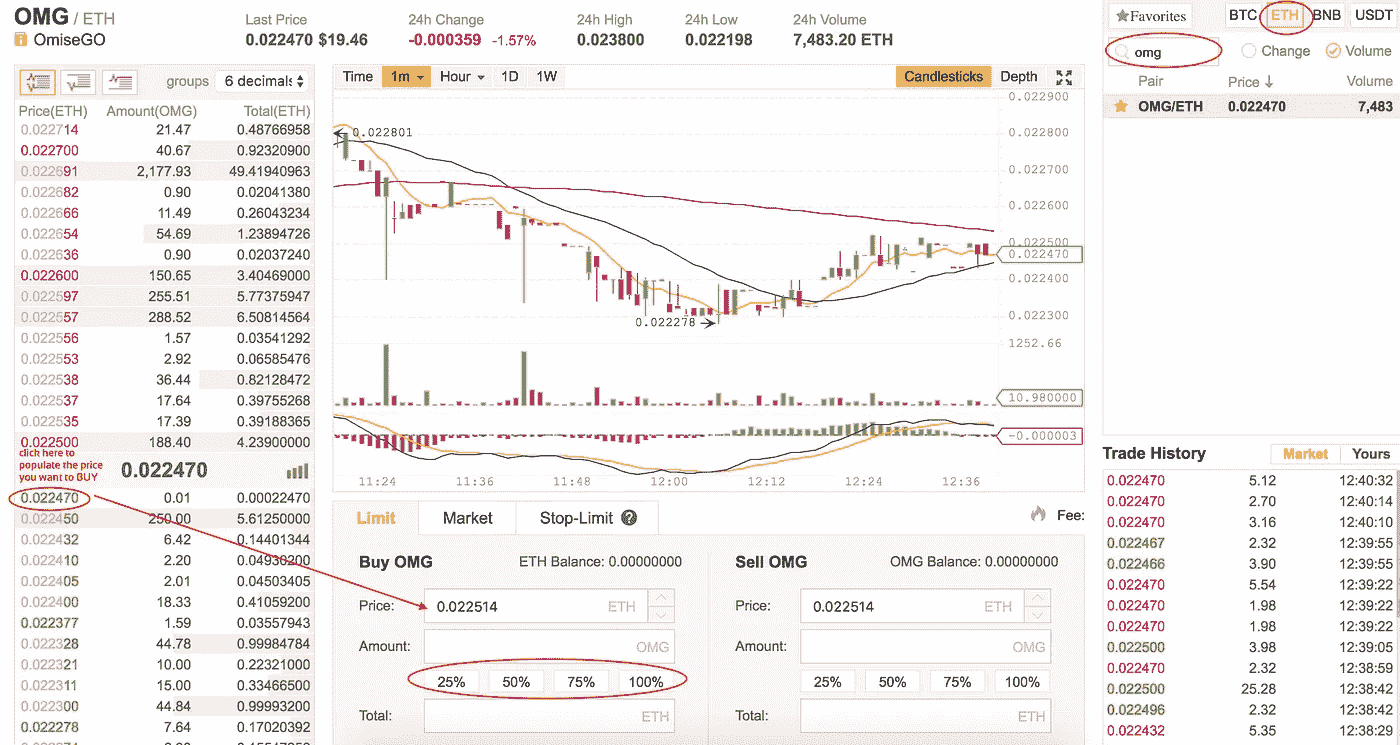 OMG / ETH
OmiseGO
Last Price
0.022470 $19.46
24h Change
-0.000359 -1.57%
24h High
0.023800
24h Low
0.022198
24h Volume
7,483.20 ETH
groups 6 decimals
Price(ETH) Amount(OMG) Total(ETH)
0.022714 21.47 0.48766958
0.022700 40.67 0.92320900
0.022691 2,177.93 49.41940963
0.022682 0.90 0.02041380
0.022666 11.49 0.26043234
0.022654 54.69 1.23894726
0.022636 0.90 0.02037240
0.022600 150.65 3.40469000
0.022597 255.51 5.77375947
0.022557 288.52 6.50814564
0.022556 1.57 0.03541292
0.022553 2.92 0.06585476
0.022538 36.44 0.82128472
0.022537 17.64 0.39755268
0.022535 17.39 0.39188365
0.022500 188.40 4.23900000
click here to
populate the price
you want to BUY
0.022470
0.022470 0.01 0.00022470
0.022450 250.00 5.61250000
0.022432 6.42 0.14401344
0.022410 2.20 0.04930200
0.022405 2.01 0.04503405
0.022400 18.33 0.41059200
0.022377 1.59 0.03557943
0.022328 44.78 0.99984784
0.022321 10.00 0.22321000
0.022311 15.00 0.33466500
0.022300 44.84 0.99993200
0.022278 7.64 0.17020392
Time 1m Hour 1D 1W
Candlesticks Depth
0.022900
0.022800
0.022700
0.022600
0.022500
0.022470
0.022400
0.022300
0.022801
0.022278
1252.66
10.980000
-0.000003
11:24 11:36 11:48 12:00 12:12 12:24 12:36
Limit Market Stop-Limit ?
Fee:
Buy OMG ETH Balance: 0.00000000
Price: 0.022514 ETH
Amount: OMG
25% 50% 75% 100%
Total: ETH
Sell OMG OMG Balance: 0.00000000
Price: 0.022514 ETH
Amount: OMG
25% 50% 75% 100%
Total: ETH
Favorites BTC ETH BNB USDT
omg Change Volume
Pair Price Volume
OMG/ETH 0.022470 7,483
Trade History Market Yours
0.022470 5.12 12:40:32
0.022470 2.70 12:40:14
0.022470 3.16 12:40:10
0.022467 2.32 12:39:55
0.022466 3.90 12:39:55
0.022470 5.54 12:39:22
0.022470 1.98 12:39:22
0.022470 1.98 12:39:22
0.022500 3.98 12:39:05
0.022470 2.32 12:38:59
0.022500 25.28 12:38:42
0.022496 2.32 12:38:42
0.022432 5.35 12:38:29